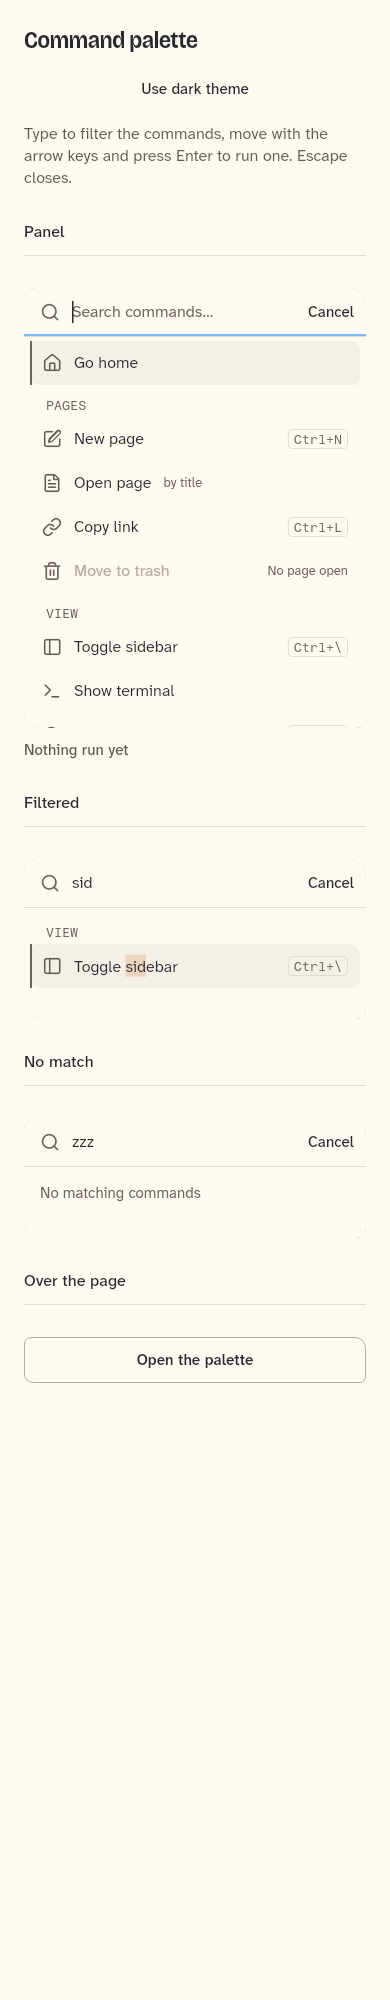 Command palette
Use dark theme
Type to filter the commands, move with the
arrow keys and press Enter to run one. Escape
closes.
Panel
Search commands… Cancel
Go home
PAGES
New page Ctrl+N
Open page by title
Copy link Ctrl+L
Move to trash No page open
VIEW
Toggle sidebar Ctrl+\
Show terminal
Nothing run yet
Filtered
sid Cancel
VIEW
Toggle sidebar Ctrl+\
No match
zzz Cancel
No matching commands
Over the page
Open the palette